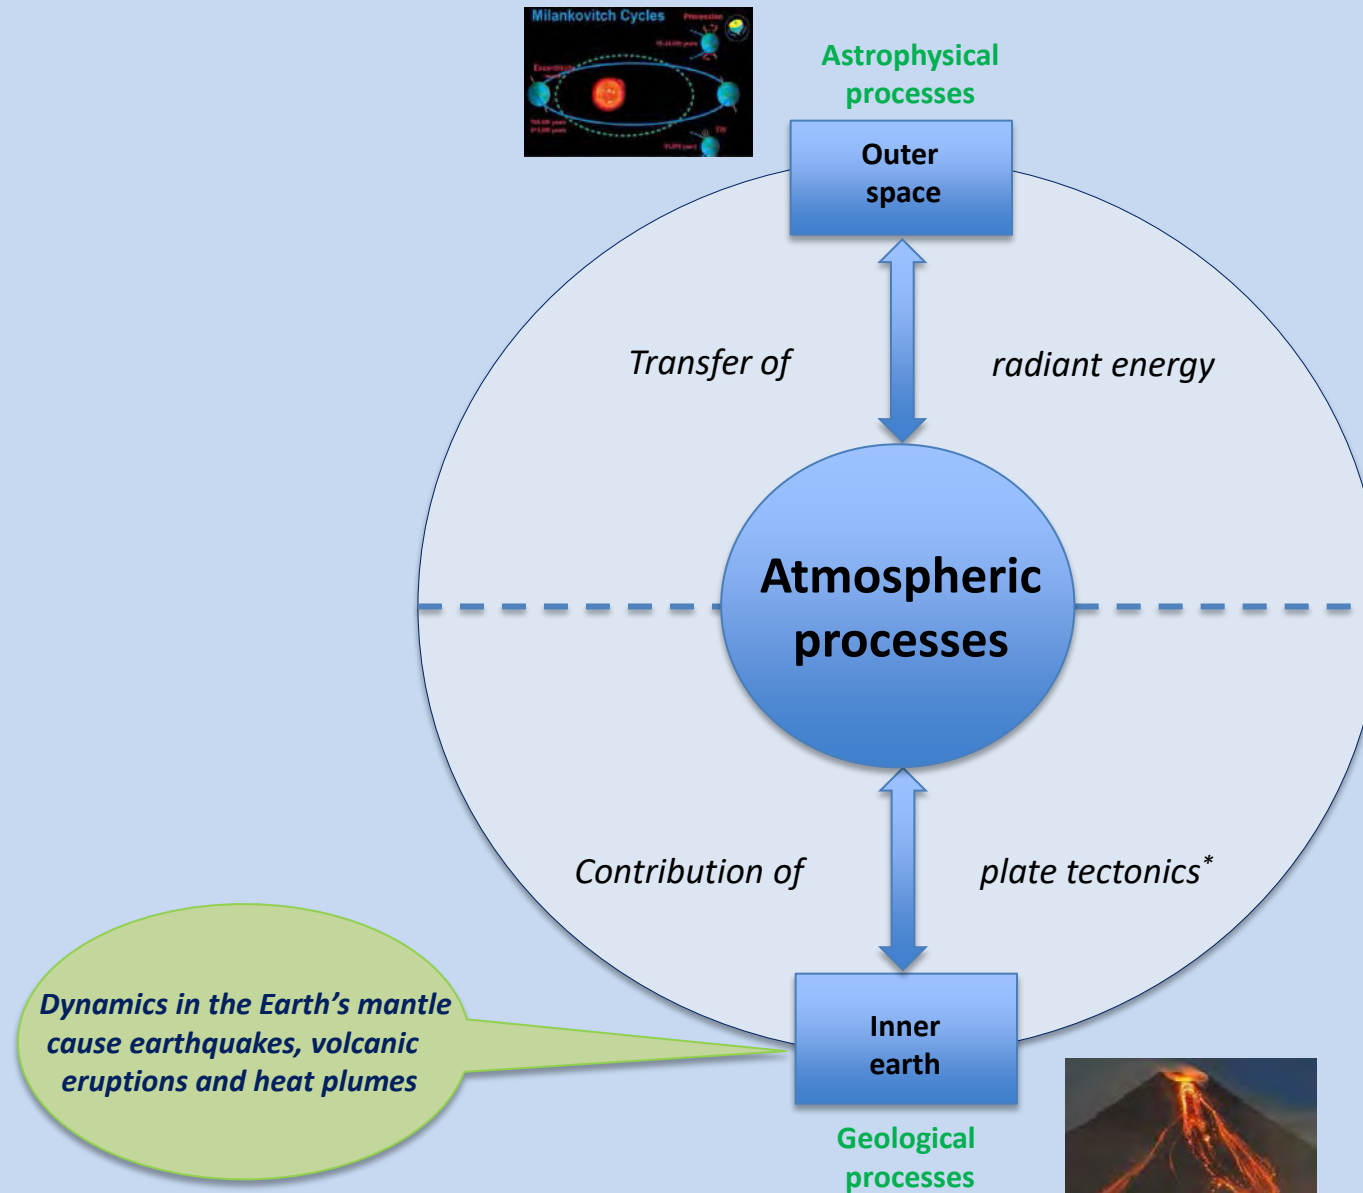 Milankovitch Cycles
Precession
Astrophysical
processes
Outer
space
Transfer of radiant energy
Atmospheric
processes
Contribution of plate tectonics*
Dynamics in the Earth’s mantle
cause earthquakes, volcanic
eruptions and heat plumes
Inner
earth
Geological
processes